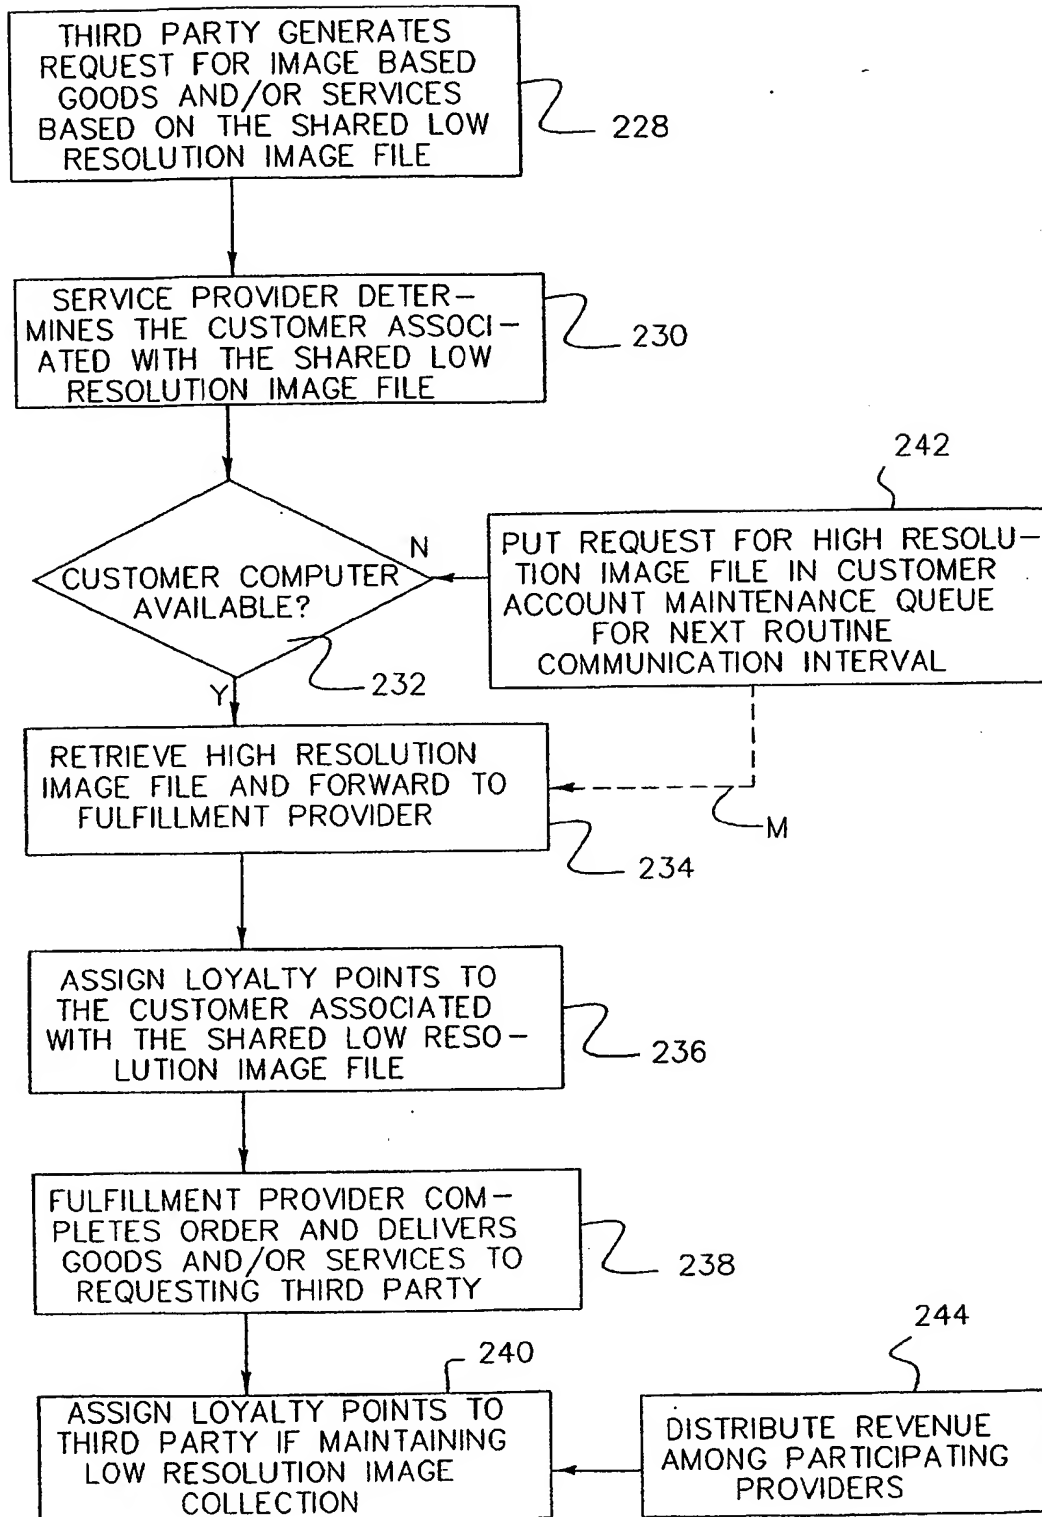 THIRD PARTY GENERATES
REQUEST FOR IMAGE BASED
GOODS AND/OR SERVICES
BASED ON THE SHARED LOW
RESOLUTION IMAGE FILE
228
SERVICE PROVIDER DETER-
MINES THE CUSTOMER ASSOCI-
ATED WITH THE SHARED LOW
RESOLUTION IMAGE FILE
230
242
CUSTOMER COMPUTER
AVAILABLE?
N
Y
232
PUT REQUEST FOR HIGH RESOLU-
TION IMAGE FILE IN CUSTOMER
ACCOUNT MAINTENANCE QUEUE
FOR NEXT ROUTINE
COMMUNICATION INTERVAL
RETRIEVE HIGH RESOLUTION
IMAGE FILE AND FORWARD TO
FULFILLMENT PROVIDER
M
234
ASSIGN LOYALTY POINTS TO
THE CUSTOMER ASSOCIATED
WITH THE SHARED LOW RESO-
LUTION IMAGE FILE
236
FULFILLMENT PROVIDER COM-
PLETES ORDER AND DELIVERS
GOODS AND/OR SERVICES TO
REQUESTING THIRD PARTY
238
240
ASSIGN LOYALTY POINTS TO
THIRD PARTY IF MAINTAINING
LOW RESOLUTION IMAGE
COLLECTION
244
DISTRIBUTE REVENUE
AMONG PARTICIPATING
PROVIDERS